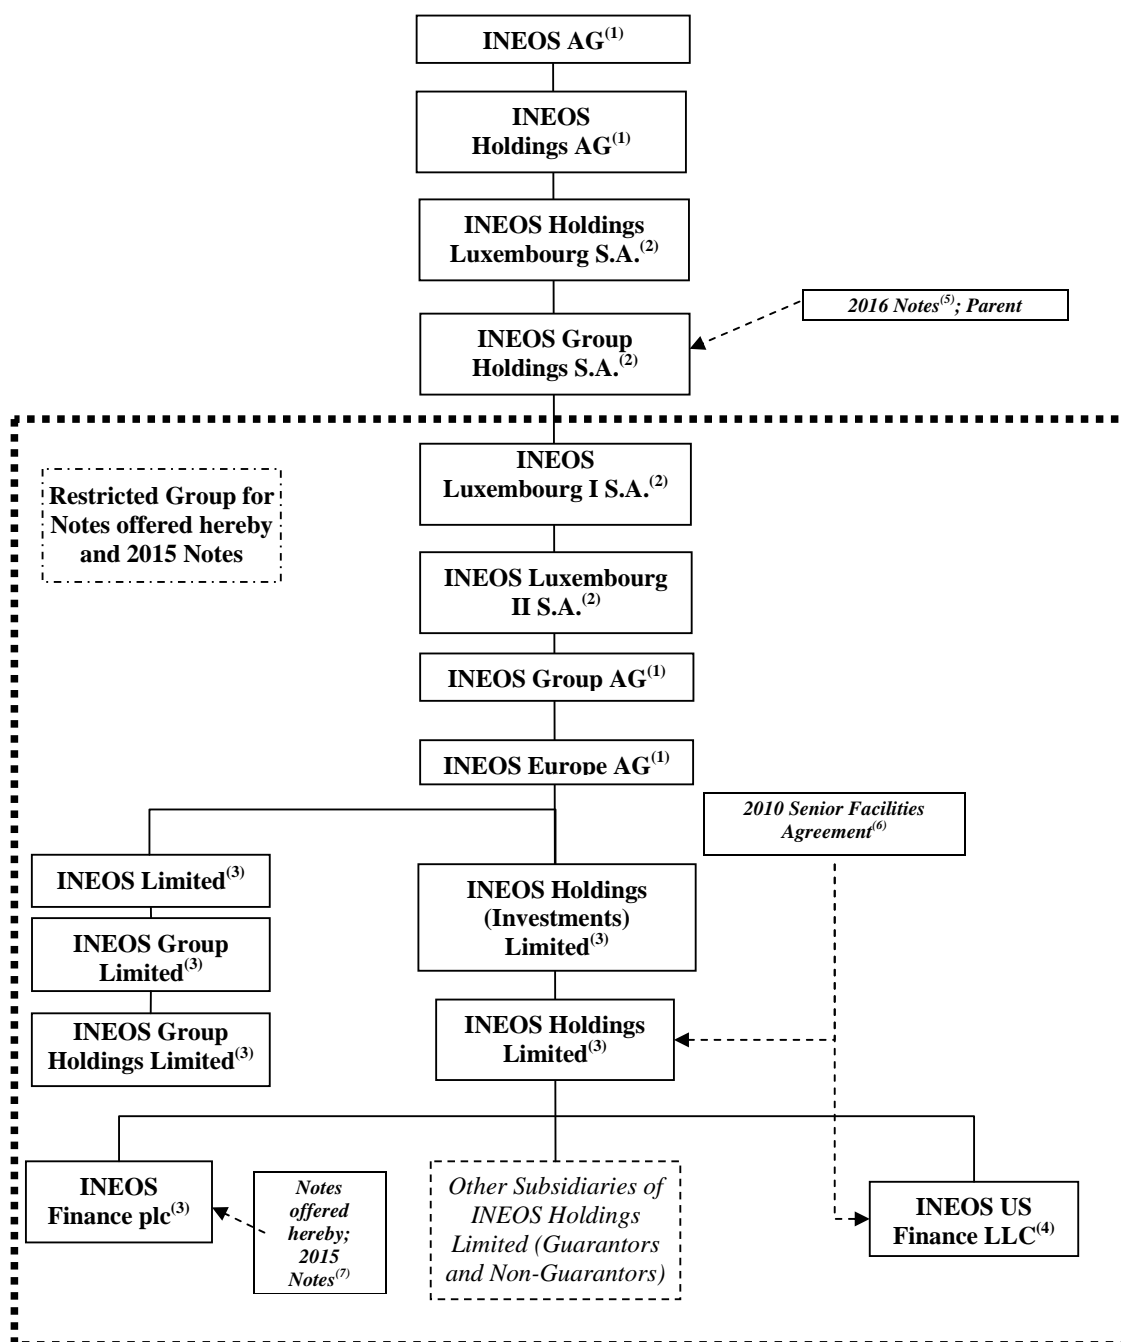 INEOS AG(1)
INEOS
Holdings AG(1)
INEOS Holdings
Luxembourg S.A.(2)
2016 Notes(5); Parent
INEOS Group
Holdings S.A.(2)
INEOS
Luxembourg I S.A.(2)
Restricted Group for
Notes offered hereby
and 2015 Notes
INEOS Luxembourg
II S.A.(2)
INEOS Group AG(1)
INEOS Europe AG(1)
2010 Senior Facilities
Agreement(6)
INEOS Limited(3)
INEOS Holdings
(Investments)
Limited(3)
INEOS Group
Limited(3)
INEOS Group
Holdings Limited(3)
INEOS Holdings
Limited(3)
INEOS
Finance plc(3)
Notes
offered
hereby;
2015
Notes(7)
Other Subsidiaries of
INEOS Holdings
Limited (Guarantors
and Non-Guarantors)
INEOS US
Finance LLC(4)